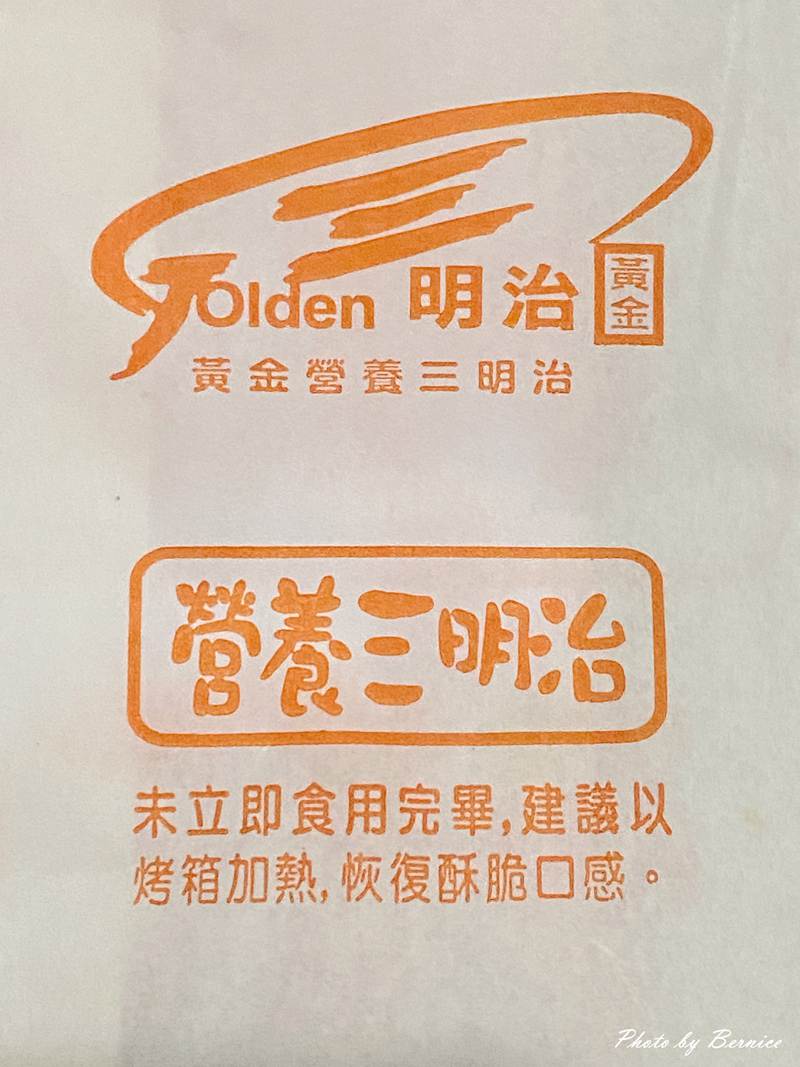 Golden 三明治 黃金
黃金營養三明治
營養三明治
未立即食用完畢,建議以
烤箱加熱,恢復酥脆口感。
Photo by Bernice